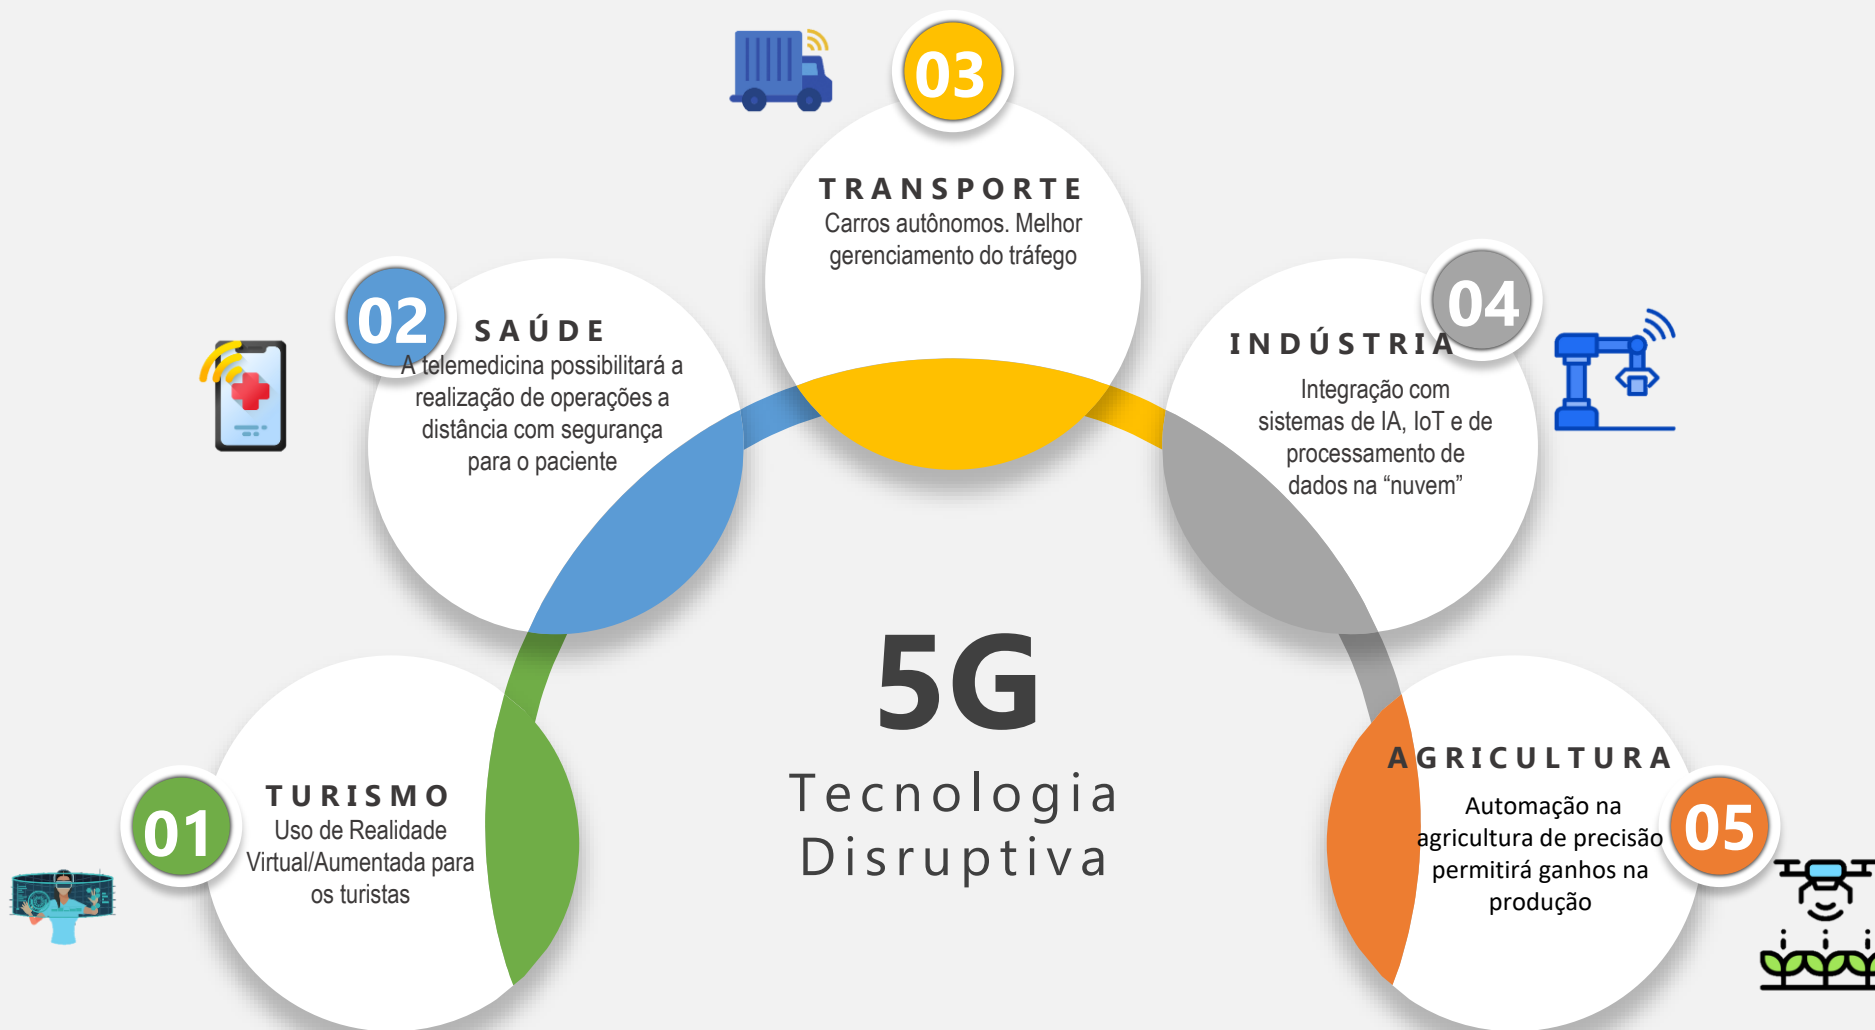 01
TURISMO
Uso de Realidade
Virtual/Aumentada para
os turistas
02
SAÚDE
A telemedicina possibilitará a
realização de operações a
distância com segurança
para o paciente
03
TRANSPORTE
Carros autônomos. Melhor
gerenciamento do tráfego
04
INDÚSTRIA
Integração com
sistemas de IA, IoT e de
processamento de
dados na “nuvem”
05
AGRICULTURA
Automação na
agricultura de precisão
permitirá ganhos na
produção
5G
Tecnologia
Disruptiva